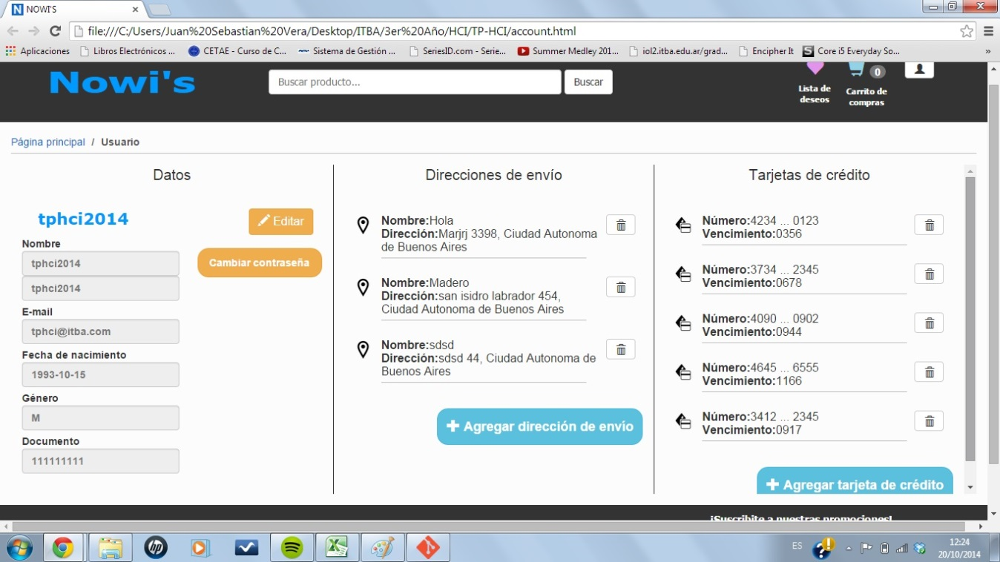 NOWI'S
file:///C:/Users/Juan%20Sebastian%20Vera/Desktop/ITBA/3er%20Año/HCI/TP-HCI/account.html
Aplicaciones Libros Electrónicos ... CETAE - Curso de C... Sistema de Gestión ... SeriesID.com - Serie... Summer Medley 201... iol2.itba.edu.ar/grad... Encipher It Core i5 Everyday So... »
Nowi's
Buscar producto...
Buscar
Lista de
deseos
0
Carrito de
compras
Página principal / Usuario
Datos
tphci2014
Editar
Nombre
tphci2014
Cambiar contraseña
tphci2014
E-mail
tphci@itba.com
Fecha de nacimiento
1993-10-15
Género
M
Documento
111111111
Direcciones de envío
Nombre:Hola
Dirección:Marjrj 3398, Ciudad Autonoma
de Buenos Aires
Nombre:Madero
Dirección:san isidro labrador 454,
Ciudad Autonoma de Buenos Aires
Nombre:sdsd
Dirección:sdsd 44, Ciudad Autonoma de
Buenos Aires
Agregar dirección de envío
Tarjetas de crédito
Número:4234 ... 0123
Vencimiento:0356
Número:3734 ... 2345
Vencimiento:0678
Número:4090 ... 0902
Vencimiento:0944
Número:4645 ... 6555
Vencimiento:1166
Número:3412 ... 2345
Vencimiento:0917
Agregar tarjeta de crédito
¡Suscribite a nuestras promociones!
hp
ES
12:24
20/10/2014